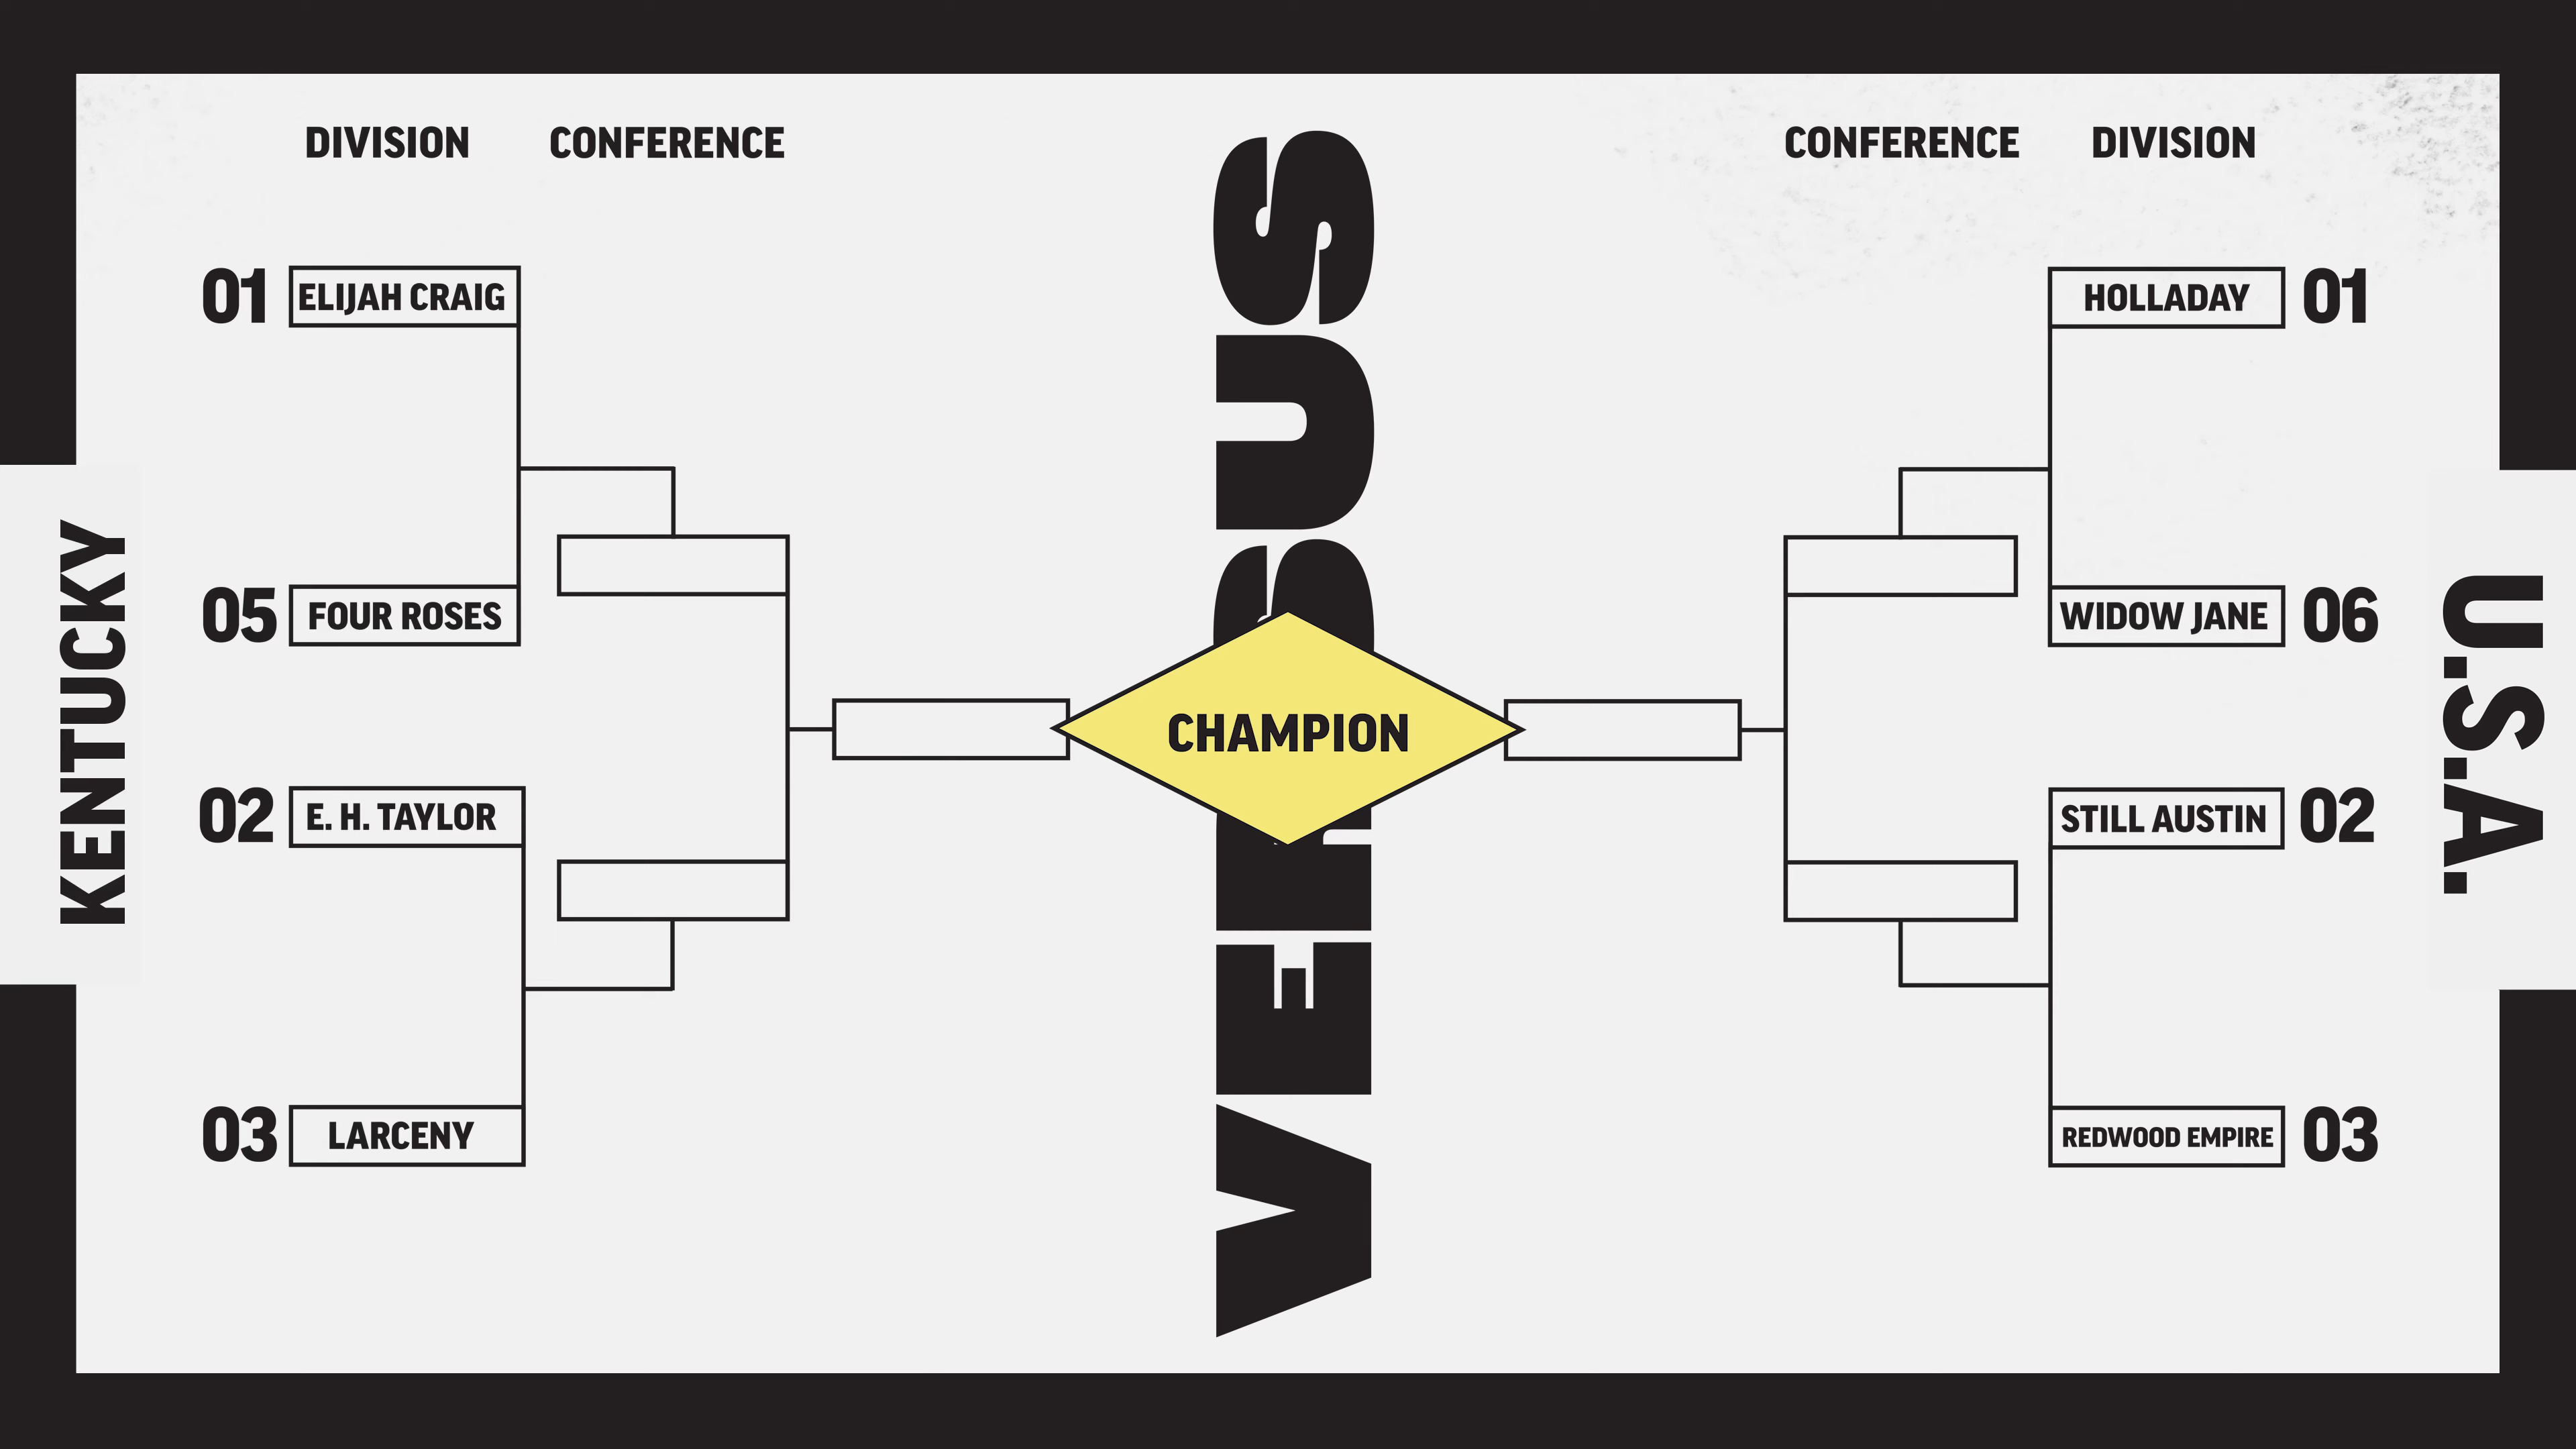 DIVISION CONFERENCE
CONFERENCE DIVISION
01 ELIJAH CRAIG
05 FOUR ROSES
02 E. H. TAYLOR
03 LARCENY
KENTUCKY
VERSUS
CHAMPION
HOLLADAY 01
WIDOW JANE 06
STILL AUSTIN 02
REDWOOD EMPIRE 03
U.S.A.